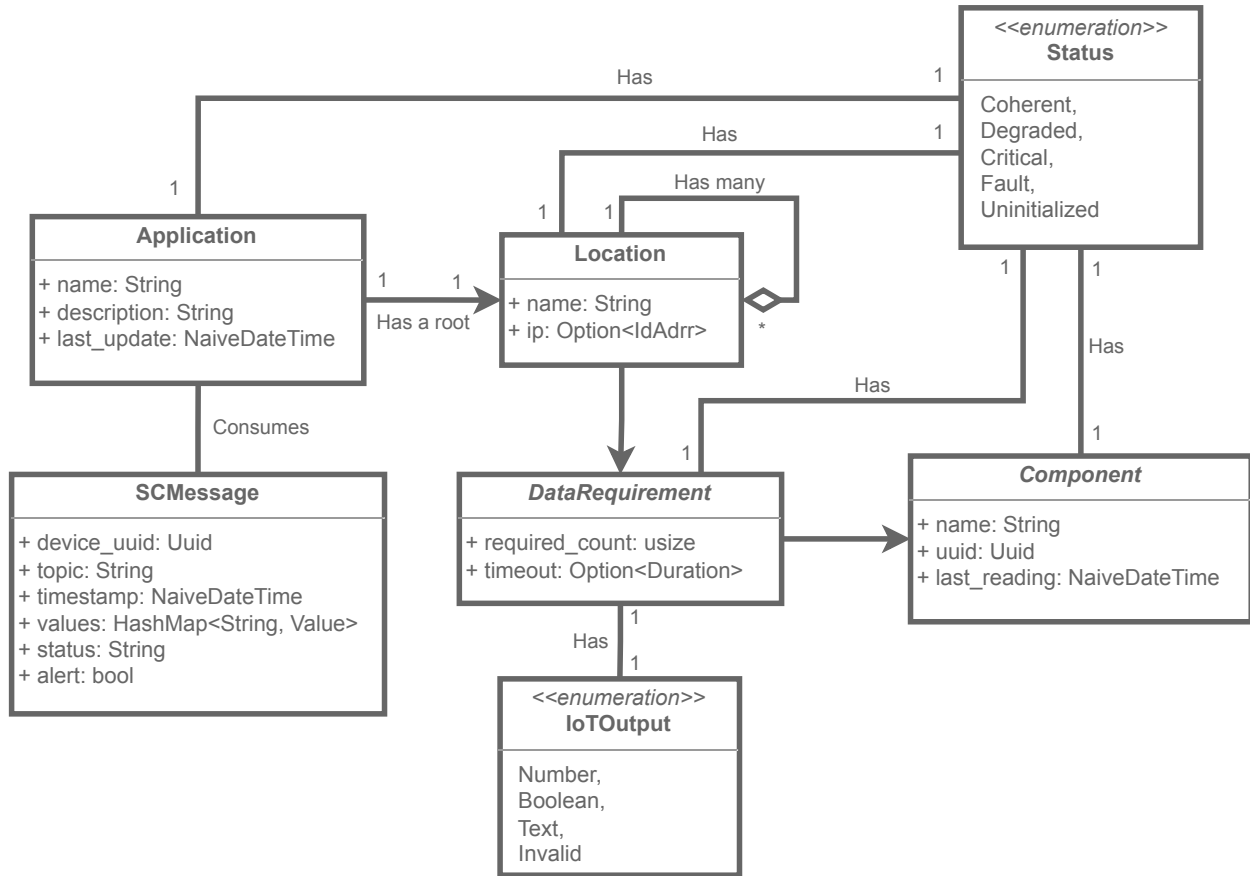 <<enumeration>>
Status
Coherent,
Degraded,
Critical,
Fault,
Uninitialized
Has
1
1
Has
1
1
Has many
1
*
Application
+ name: String
+ description: String
+ last_update: NaiveDateTime
1
1
Has a root
Location
+ name: String
+ ip: Option<IdAdrr>
1
Has
1
1
Has
1
Consumes
SCMessage
+ device_uuid: Uuid
+ topic: String
+ timestamp: NaiveDateTime
+ values: HashMap<String, Value>
+ status: String
+ alert: bool
DataRequirement
+ required_count: usize
+ timeout: Option<Duration>
Component
+ name: String
+ uuid: Uuid
+ last_reading: NaiveDateTime
1
Has
1
<<enumeration>>
IoTOutput
Number,
Boolean,
Text,
Invalid